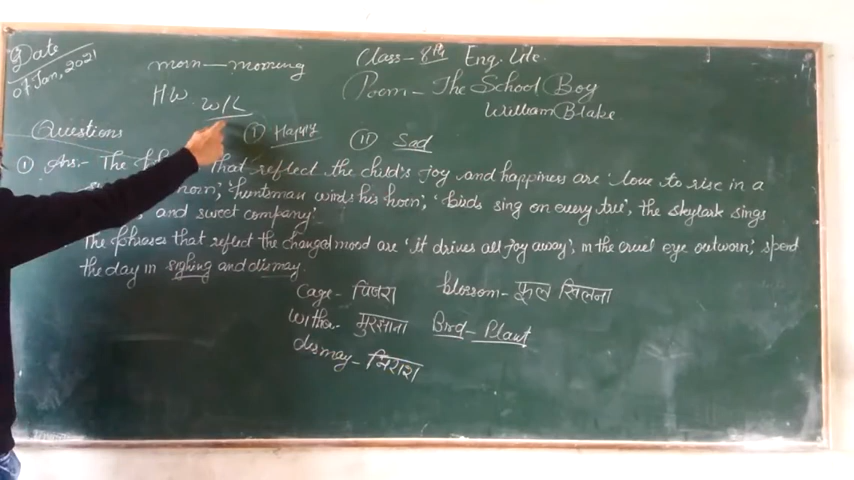 Date
07 Jan, 2021
Class - 8th Eng. Lite.
morn — morning
Poem - The School Boy
William Blake
HW. W/L
Questions (i) Happy (ii) Sad
(1) Ans:- The that reflect the child's joy and happiness are 'love to rise in a
morn', 'huntsman winds his horn', 'birds sing on every tree', the skylark sings
and sweet company'.
The phrases that reflect the changed mood are 'it drives all joy away', in the cruel eye outworn', spend
the day in sighing and dismay.
cage - पिंजरा blossom - फूल खिलना
wither - मुरझाना Bird - Plant
dismay - निराशा